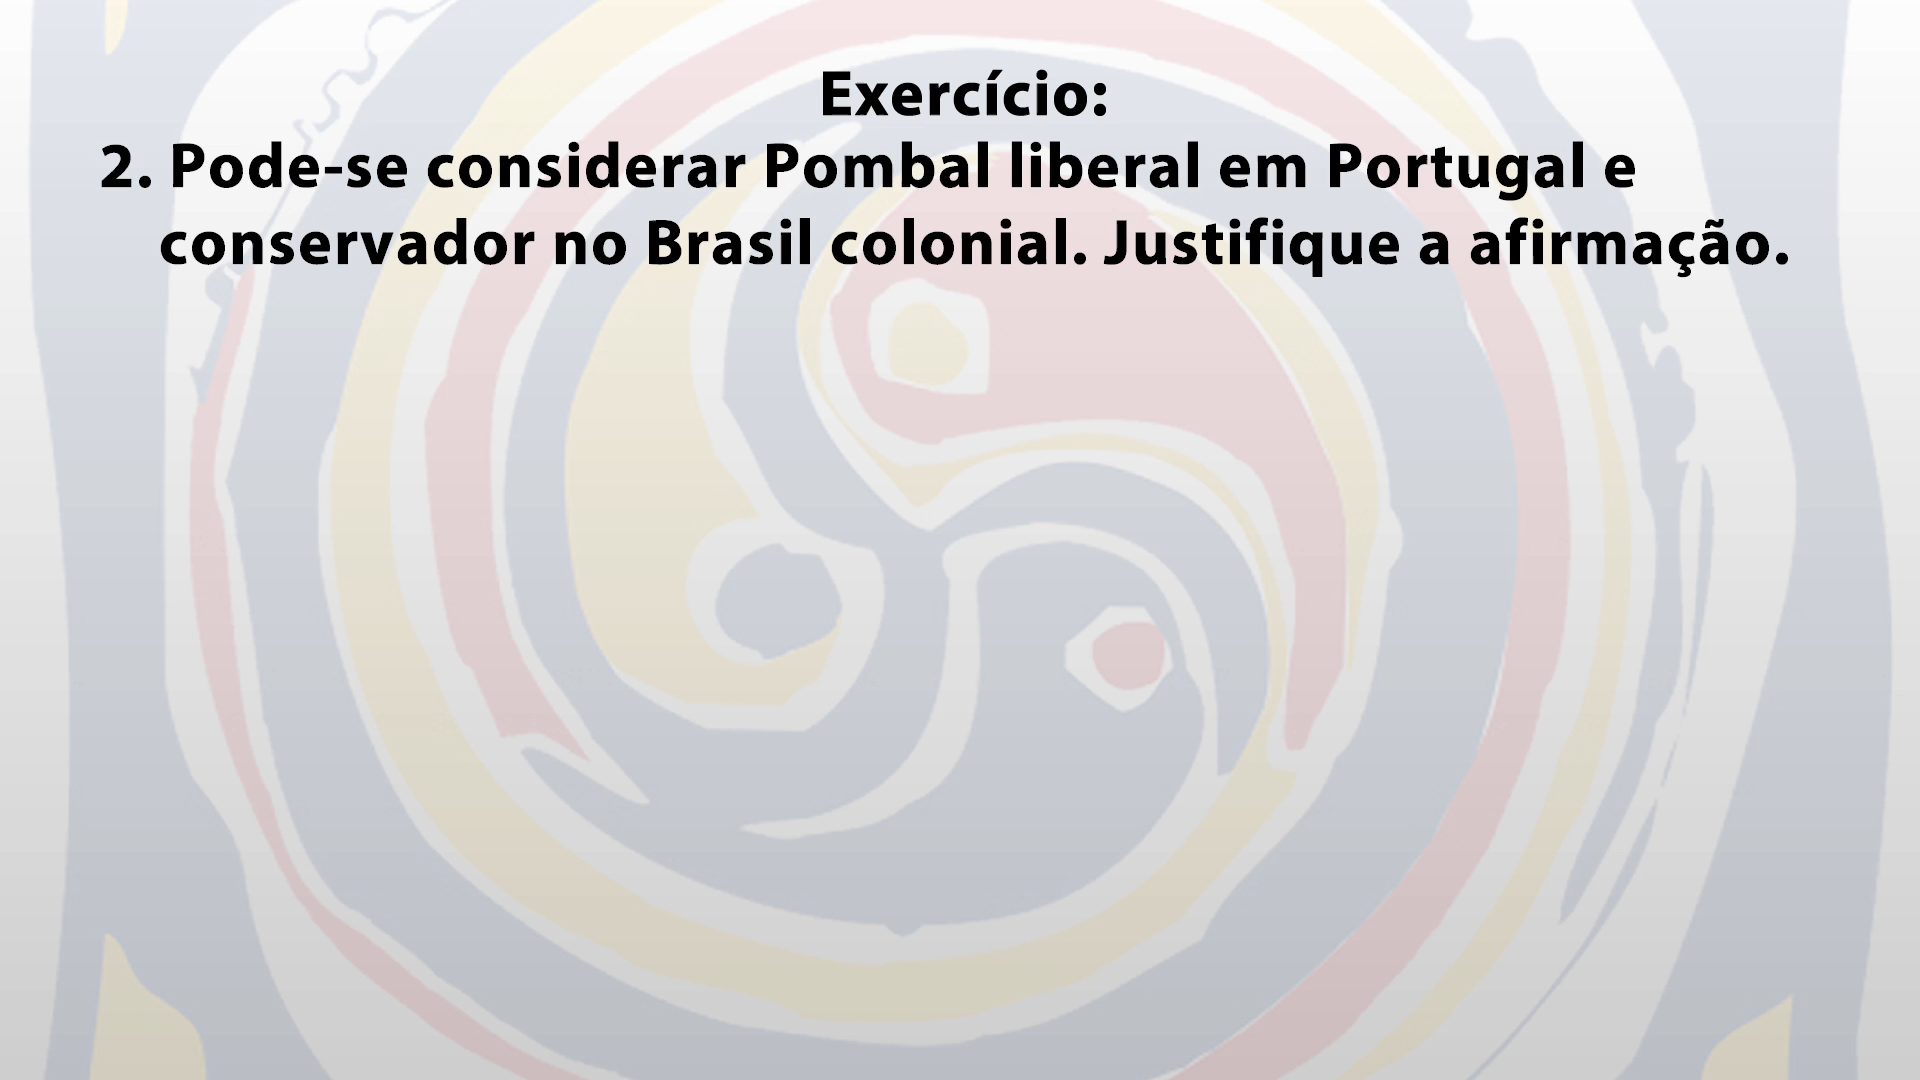 Exercício:
2. Pode-se considerar Pombal liberal em Portugal e
conservador no Brasil colonial. Justifique a afirmação.